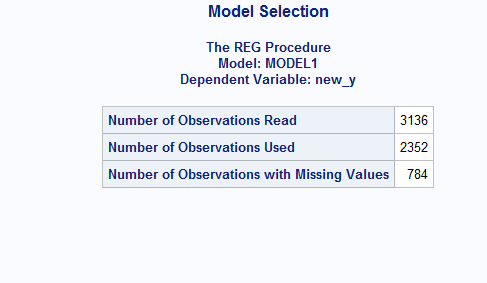 Model Selection
The REG Procedure
Model: MODEL1
Dependent Variable: new_y
Number of Observations Read 3136
Number of Observations Used 2352
Number of Observations with Missing Values 784